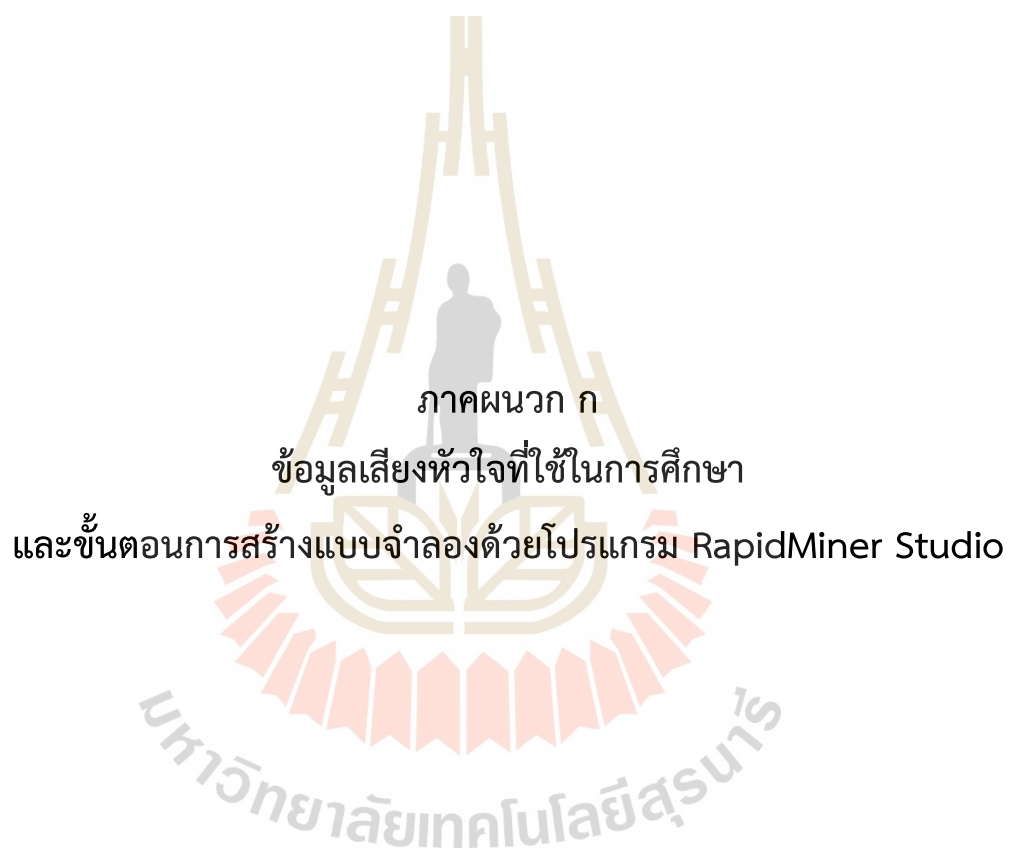 ภาคผนวก ก
ข้อมูลเสียงหัวใจที่ใช้ในการศึกษา
และขั้นตอนการสร้างแบบจำลองด้วยโปรแกรม RapidMiner Studio
มหาวิทยาลัยเทคโนโลยีสุรนารี